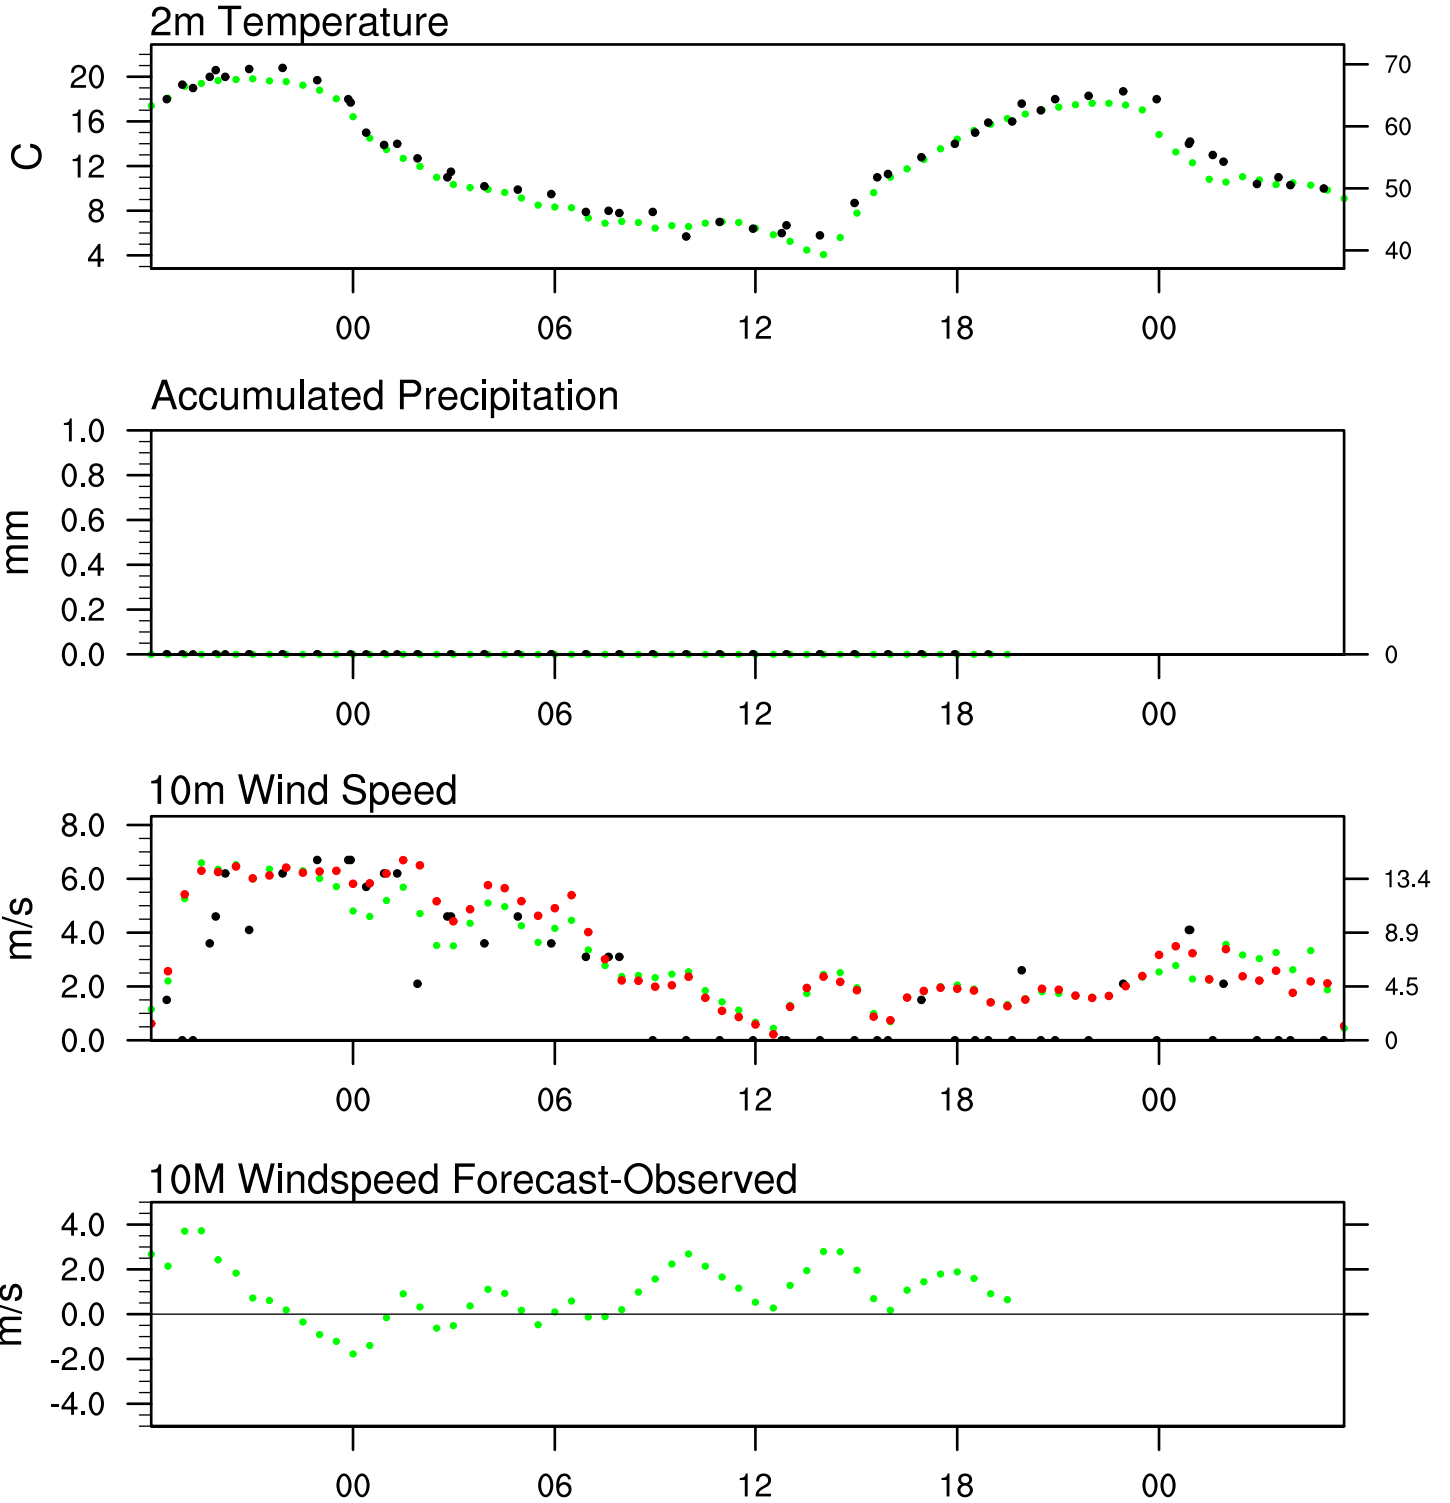 2m Temperature
20
16
12
8
4
C
70
60
50
40
00 06 12 18 00
Accumulated Precipitation
1.0
0.8
0.6
0.4
0.2
0.0
mm
0
00 06 12 18 00
10m Wind Speed
8.0
6.0
4.0
2.0
0.0
m/s
13.4
8.9
4.5
0
00 06 12 18 00
10M Windspeed Forecast-Observed
4.0
2.0
0.0
-2.0
-4.0
m/s
00 06 12 18 00